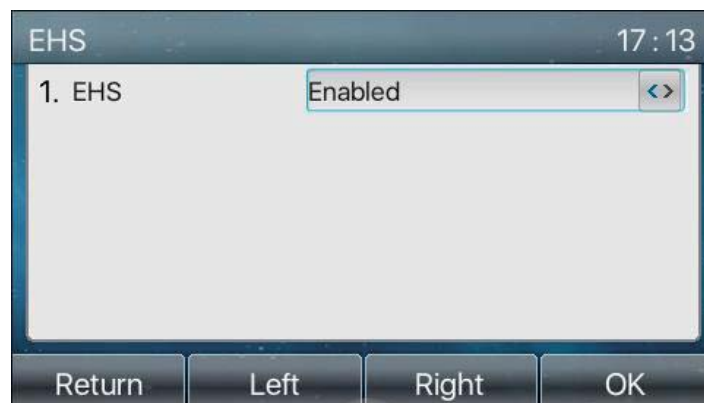 EHS 17:13
1. EHS Enabled <>
Return Left Right OK